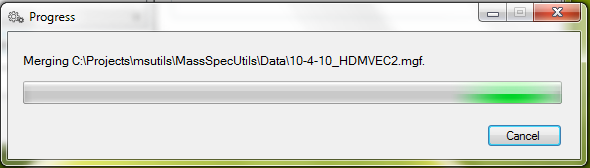 Progress
Merging C:\Projects\msutils\MassSpecUtils\Data\10-4-10_HDMVEC2.mgf.
Cancel